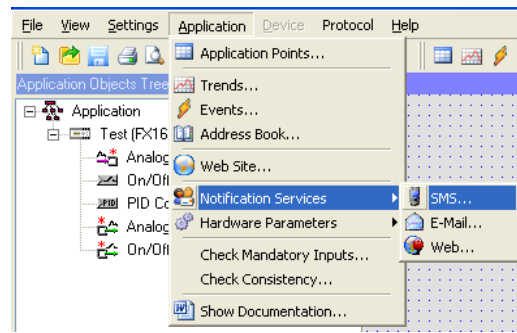 File View Settings Application Device Protocol Help
Application Points...
Application Objects Tree
Trends...
Application
Events...
Test (FX16
Address Book...
Analog
Web Site...
On/Off
PID Co
Notification Services
SMS...
Analog
Hardware Parameters
E-Mail...
On/Off
Check Mandatory Inputs...
Web...
Check Consistency...
Show Documentation...